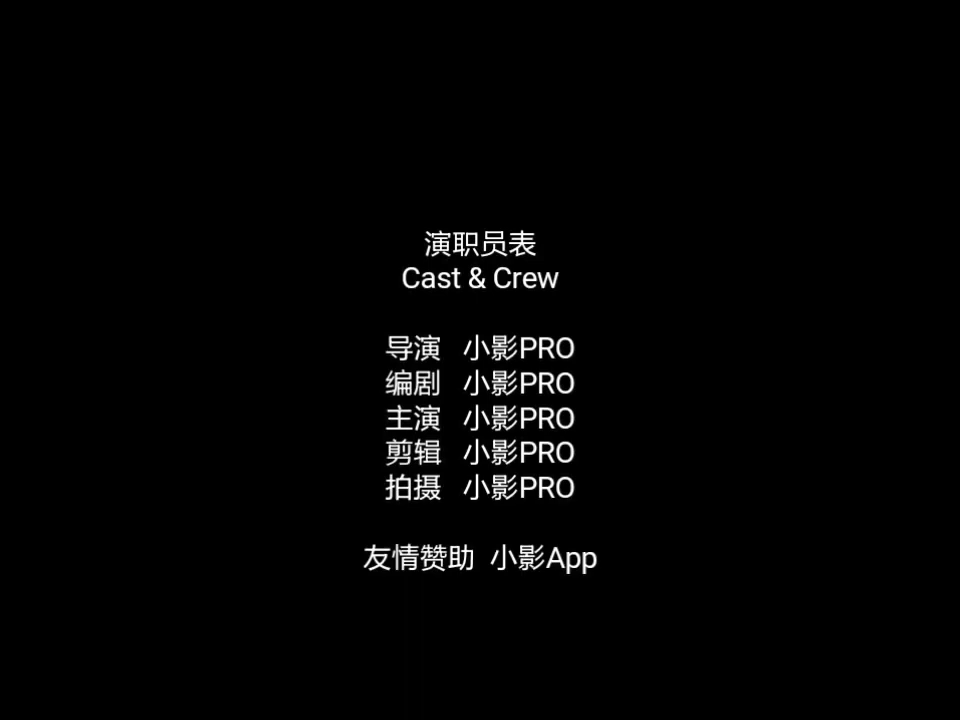 演职员表
Cast & Crew
导演 小影PRO
编剧 小影PRO
主演 小影PRO
剪辑 小影PRO
拍摄 小影PRO
友情赞助 小影App